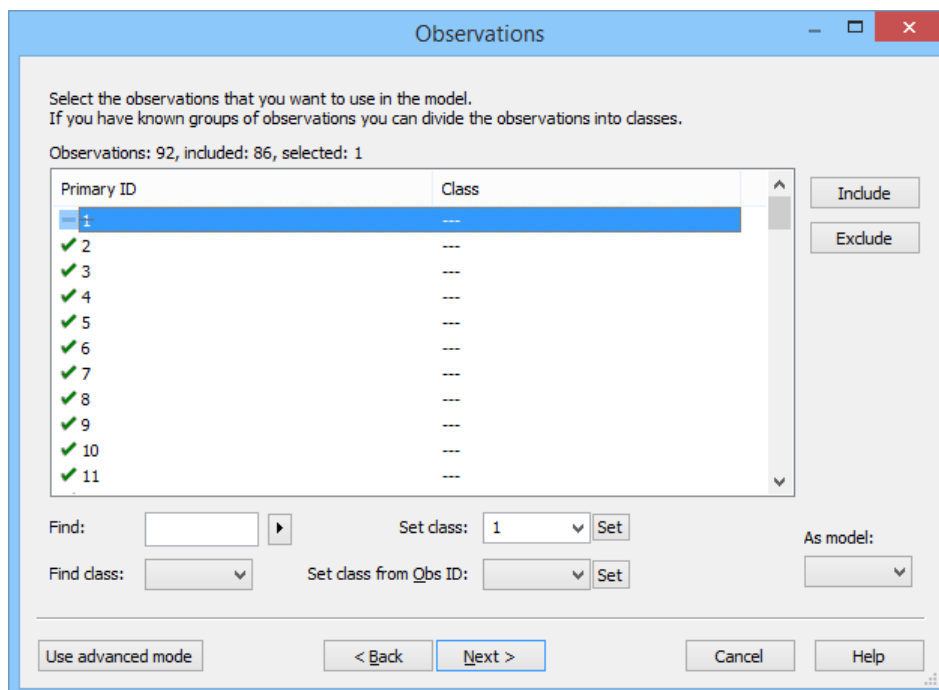 Observations
Select the observations that you want to use in the model.
If you have known groups of observations you can divide the observations into classes.
Observations: 92, included: 86, selected: 1
Primary ID Class
1 ---
2 ---
3 ---
4 ---
5 ---
6 ---
7 ---
8 ---
9 ---
10 ---
11 ---
Include
Exclude
Find: Set class: 1 Set
As model:
Find class: Set class from Obs ID: Set
Use advanced mode < Back Next > Cancel Help